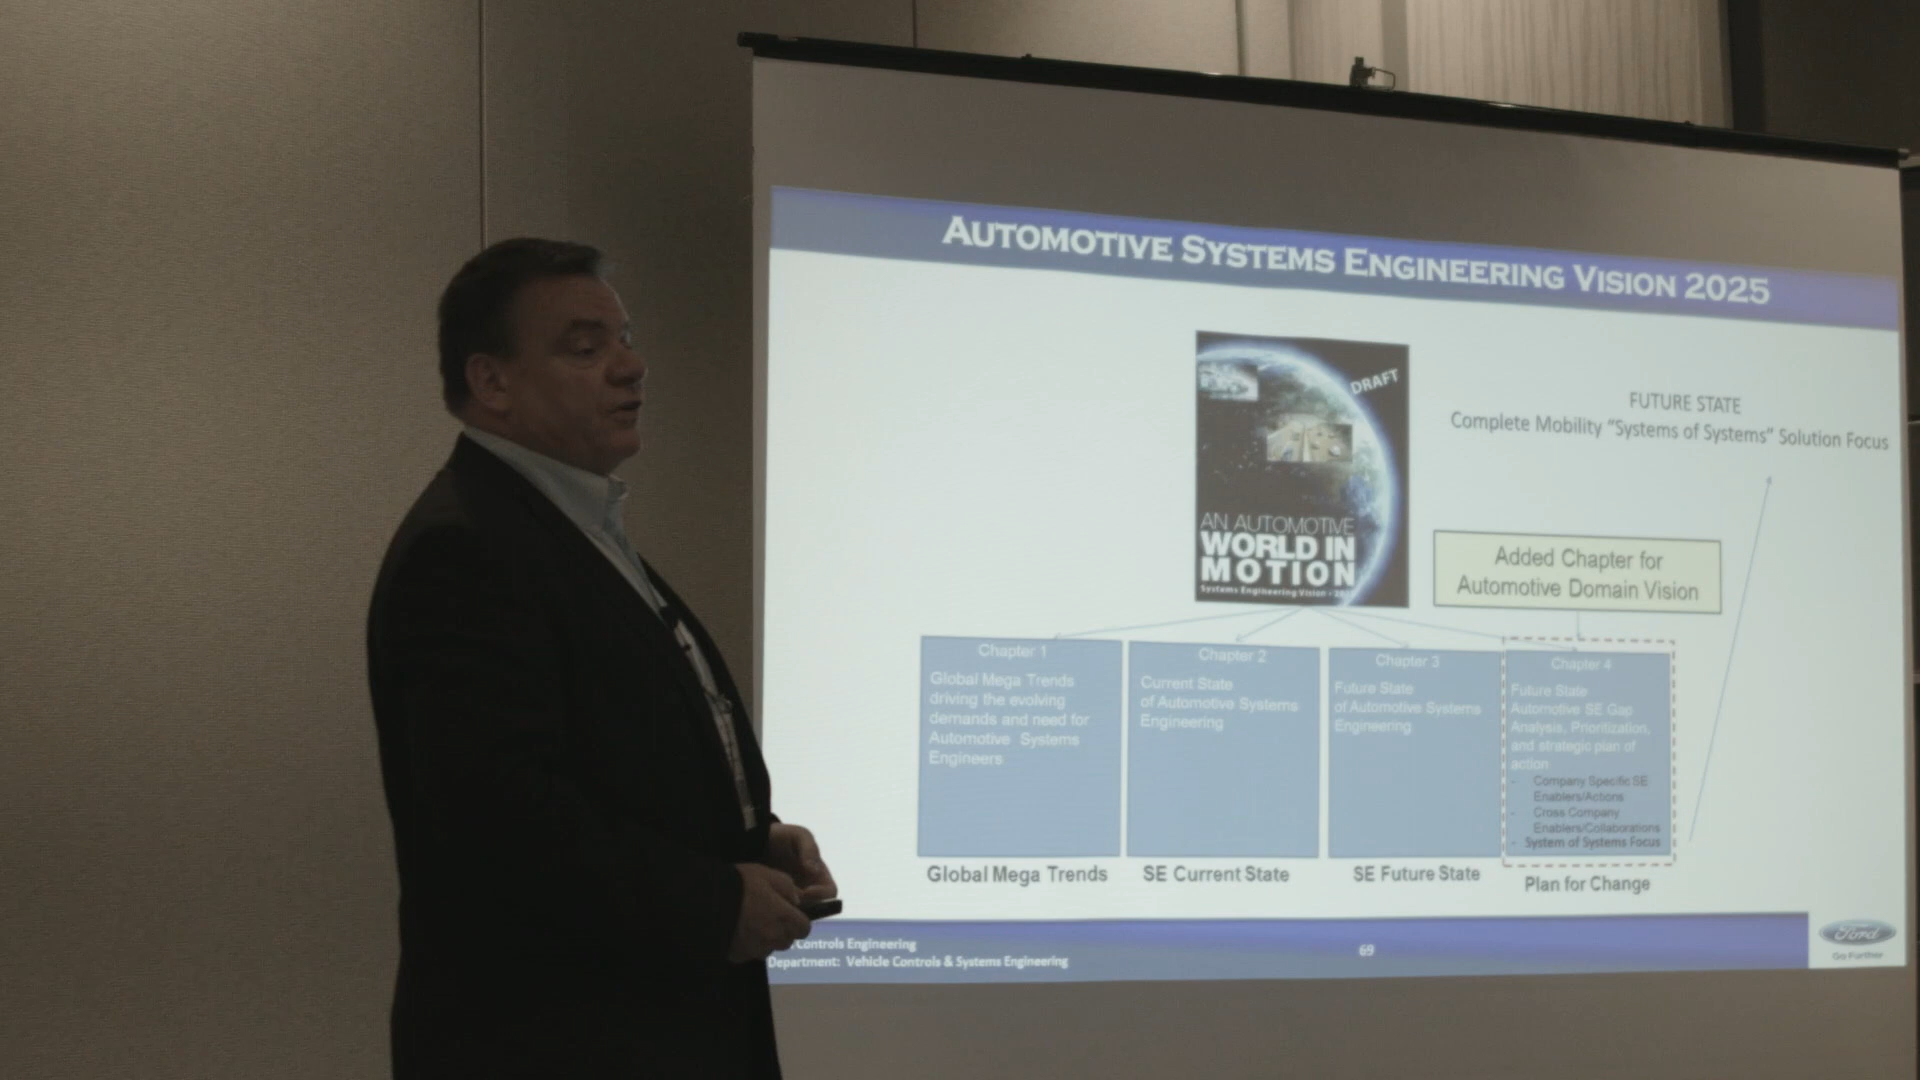 AUTOMOTIVE SYSTEMS ENGINEERING VISION 2025
DRAFT
AN AUTOMOTIVE
WORLD IN
MOTION
Systems Engineering Vision
FUTURE STATE
Complete Mobility "Systems of Systems" Solution Focus
Added Chapter for
Automotive Domain Vision
Chapter 1
Global Mega Trends
driving the evolving
demands and need for
Automotive Systems
Engineers
Global Mega Trends
Chapter 2
Current State
of Automotive Systems
Engineering
SE Current State
Chapter 3
Future State
of Automotive Systems
Engineering
SE Future State
Chapter 4
Future State
Automotive SE Gap
Analysis, Prioritization,
and strategic plan of
action
- Company Specific SE
Enablers/Actions
- Cross Company
Enablers/Collaborations
- System of Systems Focus
Plan for Change
Controls Engineering
Department: Vehicle Controls & Systems Engineering
69
Ford
Go Further